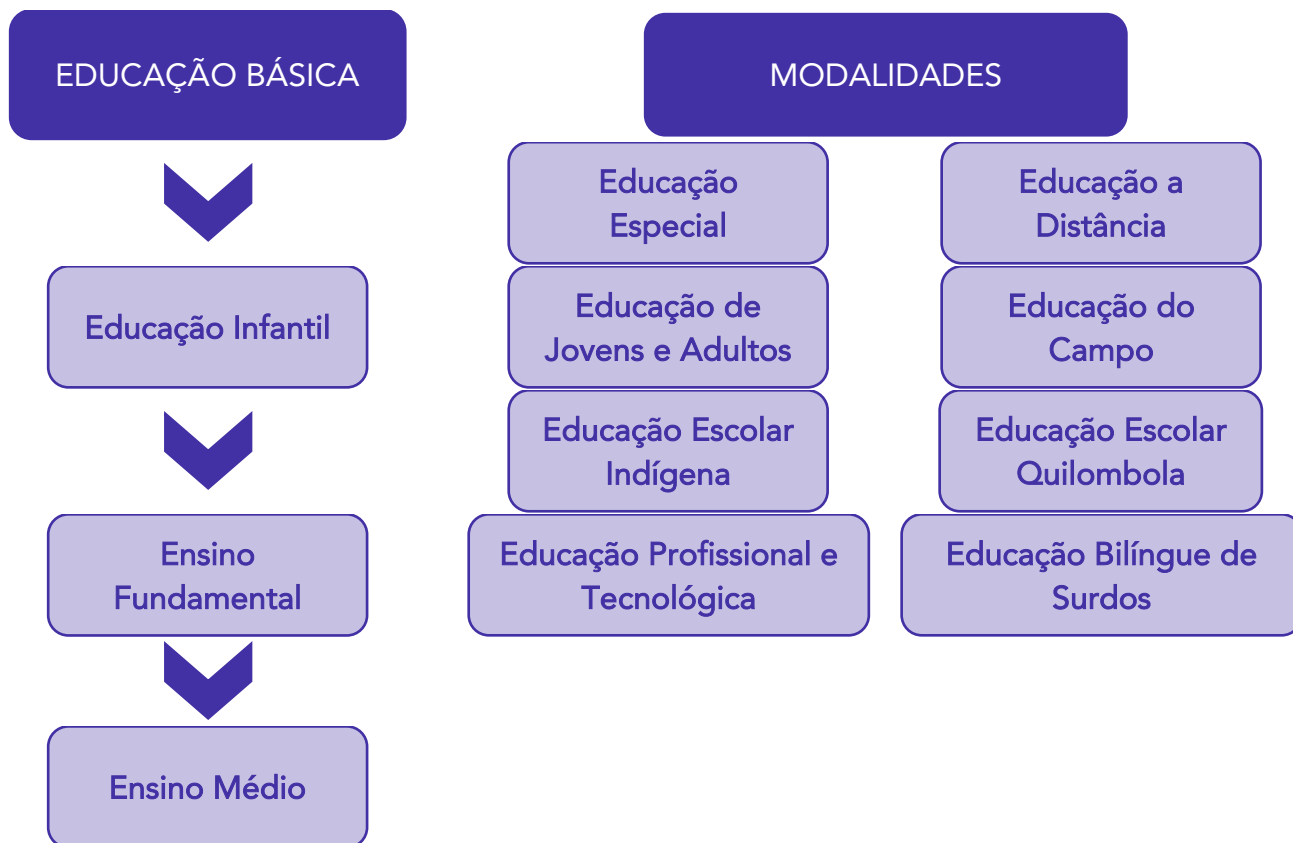 EDUCAÇÃO BÁSICA
Educação Infantil
Ensino
Fundamental
Ensino Médio
MODALIDADES
Educação
Especial
Educação a
Distância
Educação de
Jovens e Adultos
Educação do
Campo
Educação Escolar
Indígena
Educação Escolar
Quilombola
Educação Profissional e
Tecnológica
Educação Bilíngue de
Surdos